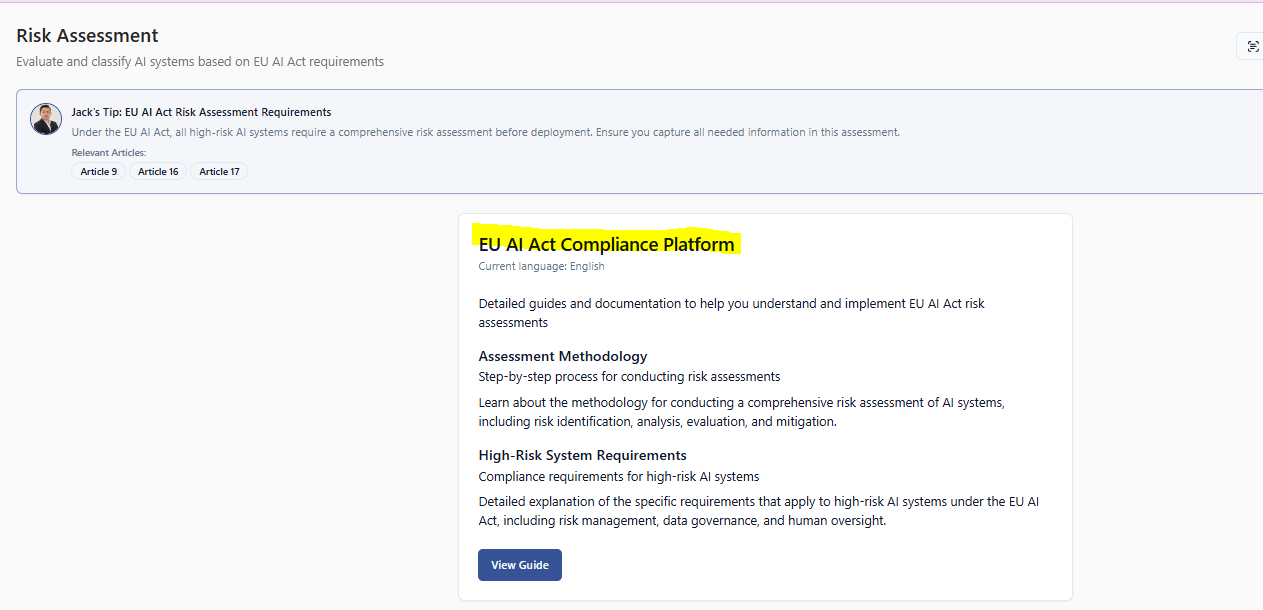 Risk Assessment
Evaluate and classify AI systems based on EU AI Act requirements
Jack's Tip: EU AI Act Risk Assessment Requirements
Under the EU AI Act, all high-risk AI systems require a comprehensive risk assessment before deployment. Ensure you capture all needed information in this assessment.
Relevant Articles:
Article 9 Article 16 Article 17
EU AI Act Compliance Platform
Current language: English
Detailed guides and documentation to help you understand and implement EU AI Act risk
assessments
Assessment Methodology
Step-by-step process for conducting risk assessments
Learn about the methodology for conducting a comprehensive risk assessment of AI systems,
including risk identification, analysis, evaluation, and mitigation.
High-Risk System Requirements
Compliance requirements for high-risk AI systems
Detailed explanation of the specific requirements that apply to high-risk AI systems under the EU AI
Act, including risk management, data governance, and human oversight.
View Guide